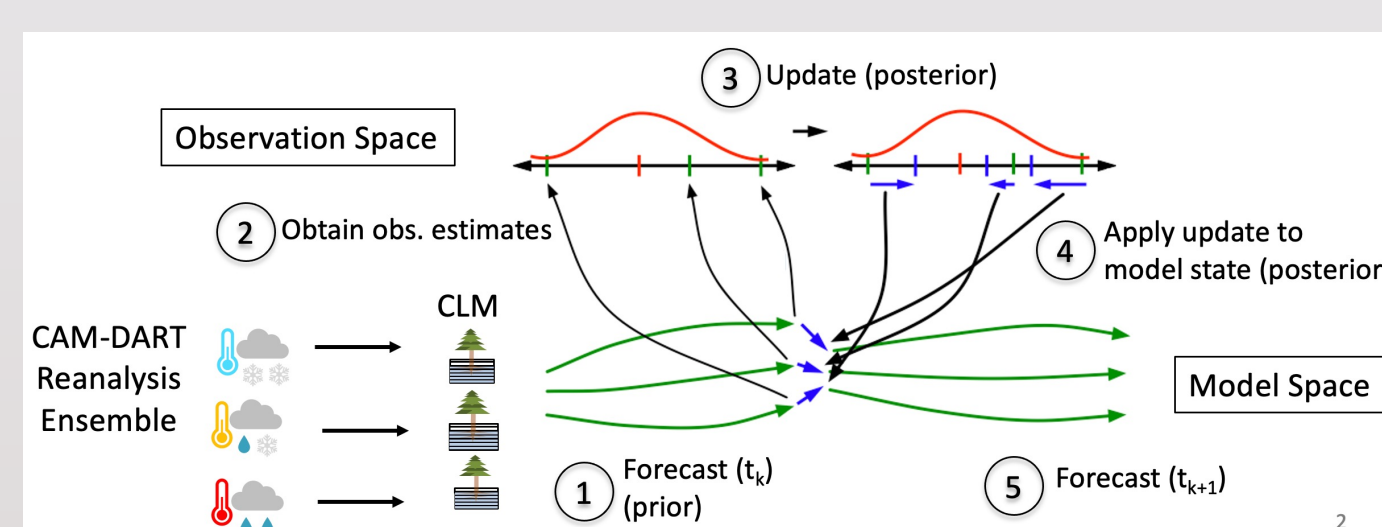 3 Update (posterior)
Observation Space
2 Obtain obs. estimates
4 Apply update to
model state (posterior
CLM
CAM-DART
Reanalysis
Ensemble
Model Space
1 Forecast (tk)
(prior)
5 Forecast (tk+1)
2